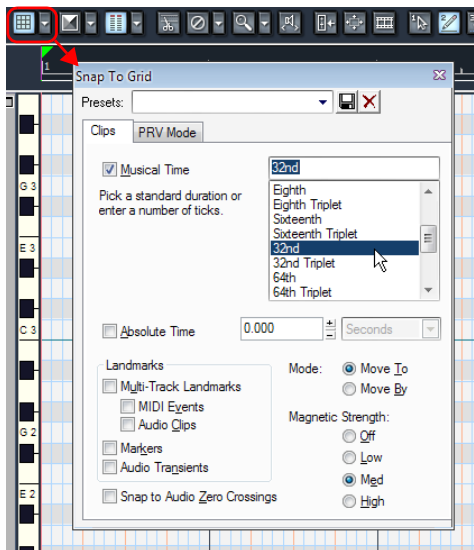 1
Snap To Grid
Presets:
Clips PRV Mode
Musical Time 32nd
Pick a standard duration or
enter a number of ticks.
Eighth
Eighth Triplet
Sixteenth
Sixteenth Triplet
32nd
32nd Triplet
64th
64th Triplet
G 3
E 3
Absolute Time 0.000 Seconds
C 3
Landmarks
Multi-Track Landmarks
MIDI Events
Audio Clips
Markers
Audio Transients
Snap to Audio Zero Crossings
Mode: Move To
Move By
Magnetic Strength:
Off
Low
Med
High
G 2
E 2